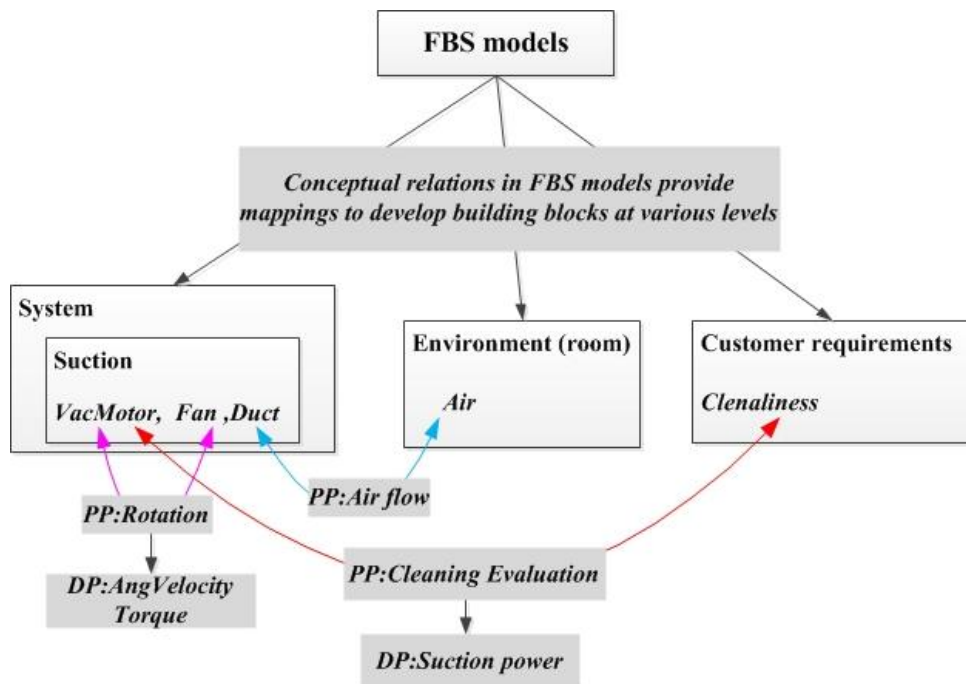 FBS models
Conceptual relations in FBS models provide
mappings to develop building blocks at various levels
System
Suction
VacMotor, Fan ,Duct
Environment (room)
Air
Customer requirements
Clenaliness
PP:Rotation
PP:Air flow
DP:AngVelocity
Torque
PP:Cleaning Evaluation
DP:Suction power